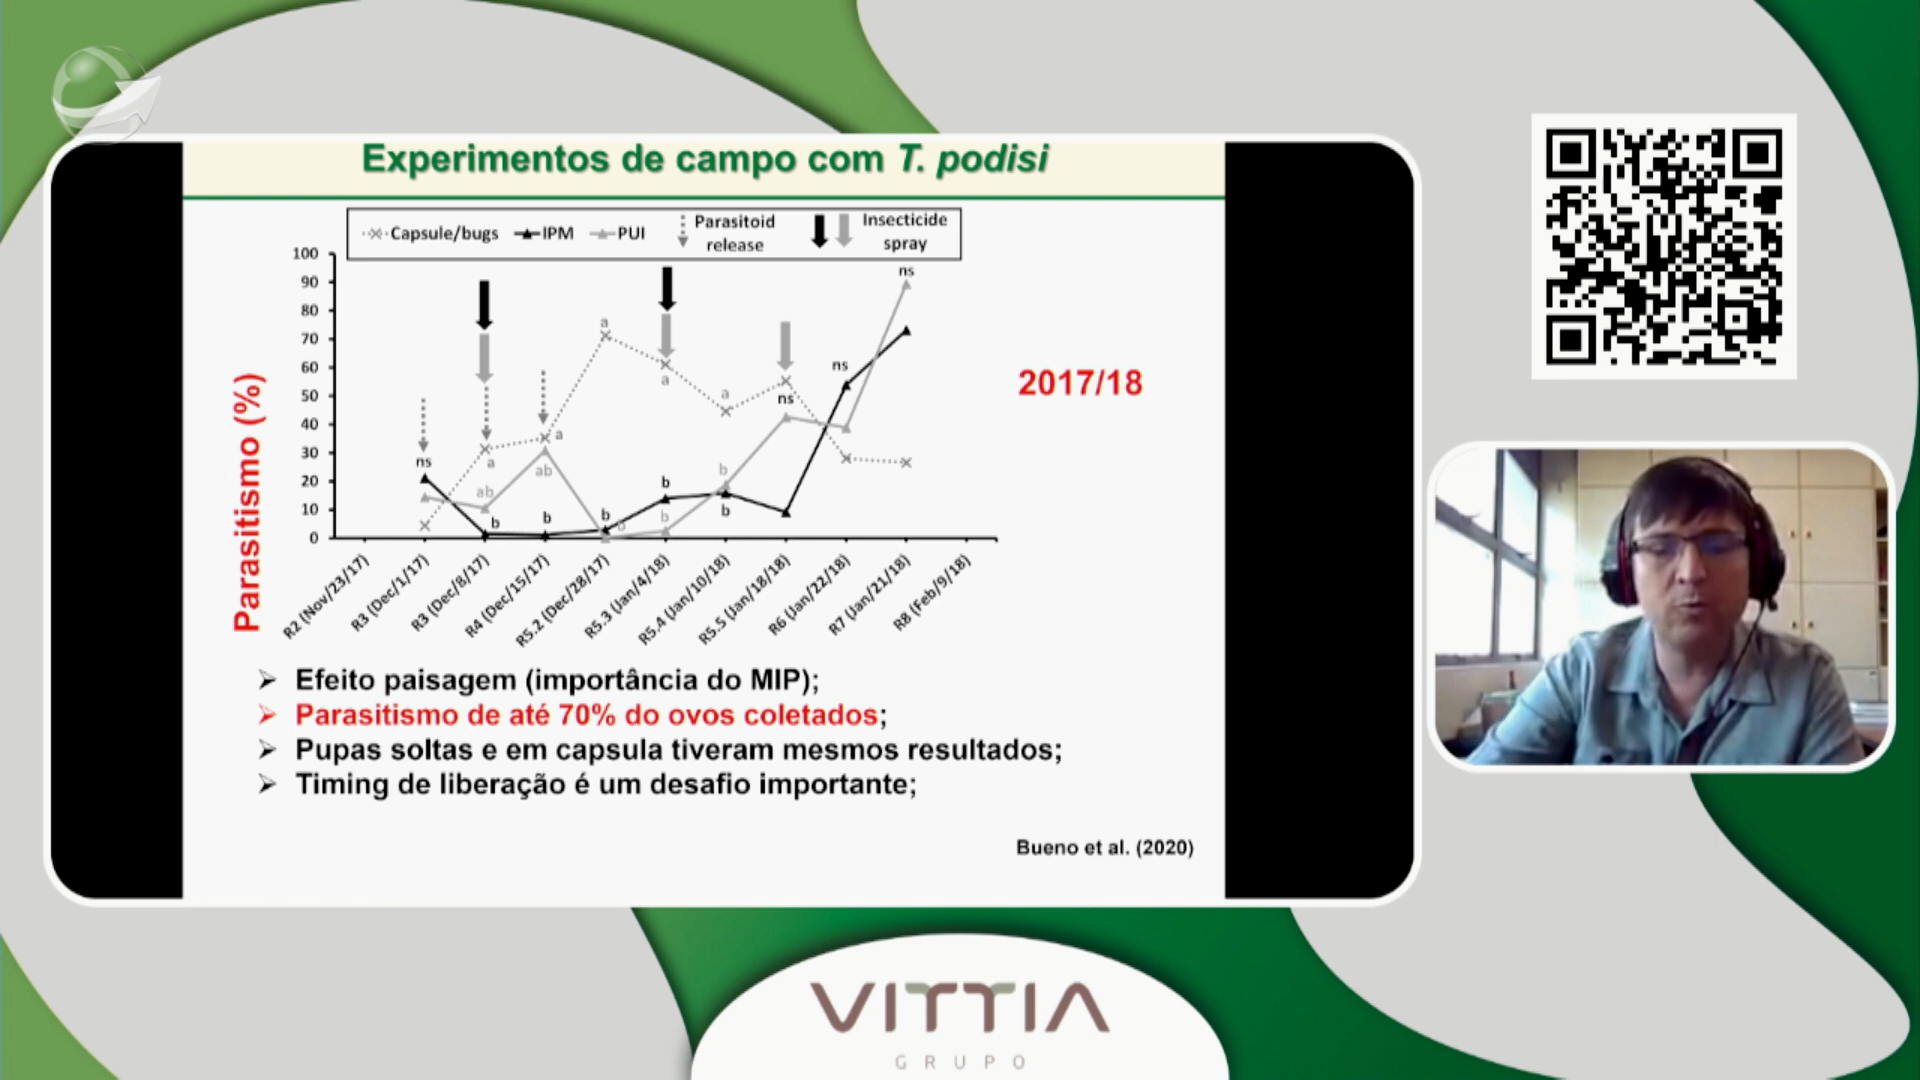 Experimentos de campo com T. podisi
Capsule/bugs IPM PUI Parasitoid release Insecticide spray
Parasitismo (%)
100
90
80
70
60
50
40
30
20
10
0
ns
a
ab
b
a
ab
b
a
b
b
a
b
b
a
b
b
ns
ns
ns
R2 (Nov/23/17)
R3 (Dec/1/17)
R3 (Dec/8/17)
R4 (Dec/15/17)
R5.2 (Dec/28/17)
R5.3 (Jan/4/18)
R5.4 (Jan/10/18)
R5.5 (Jan/18/18)
R6 (Jan/22/18)
R7 (Jan/21/18)
R8 (Feb/9/18)
2017/18
Efeito paisagem (importância do MIP);
Parasitismo de até 70% do ovos coletados;
Pupas soltas e em capsula tiveram mesmos resultados;
Timing de liberação é um desafio importante;
Bueno et al. (2020)
VITTIA
GRUPO